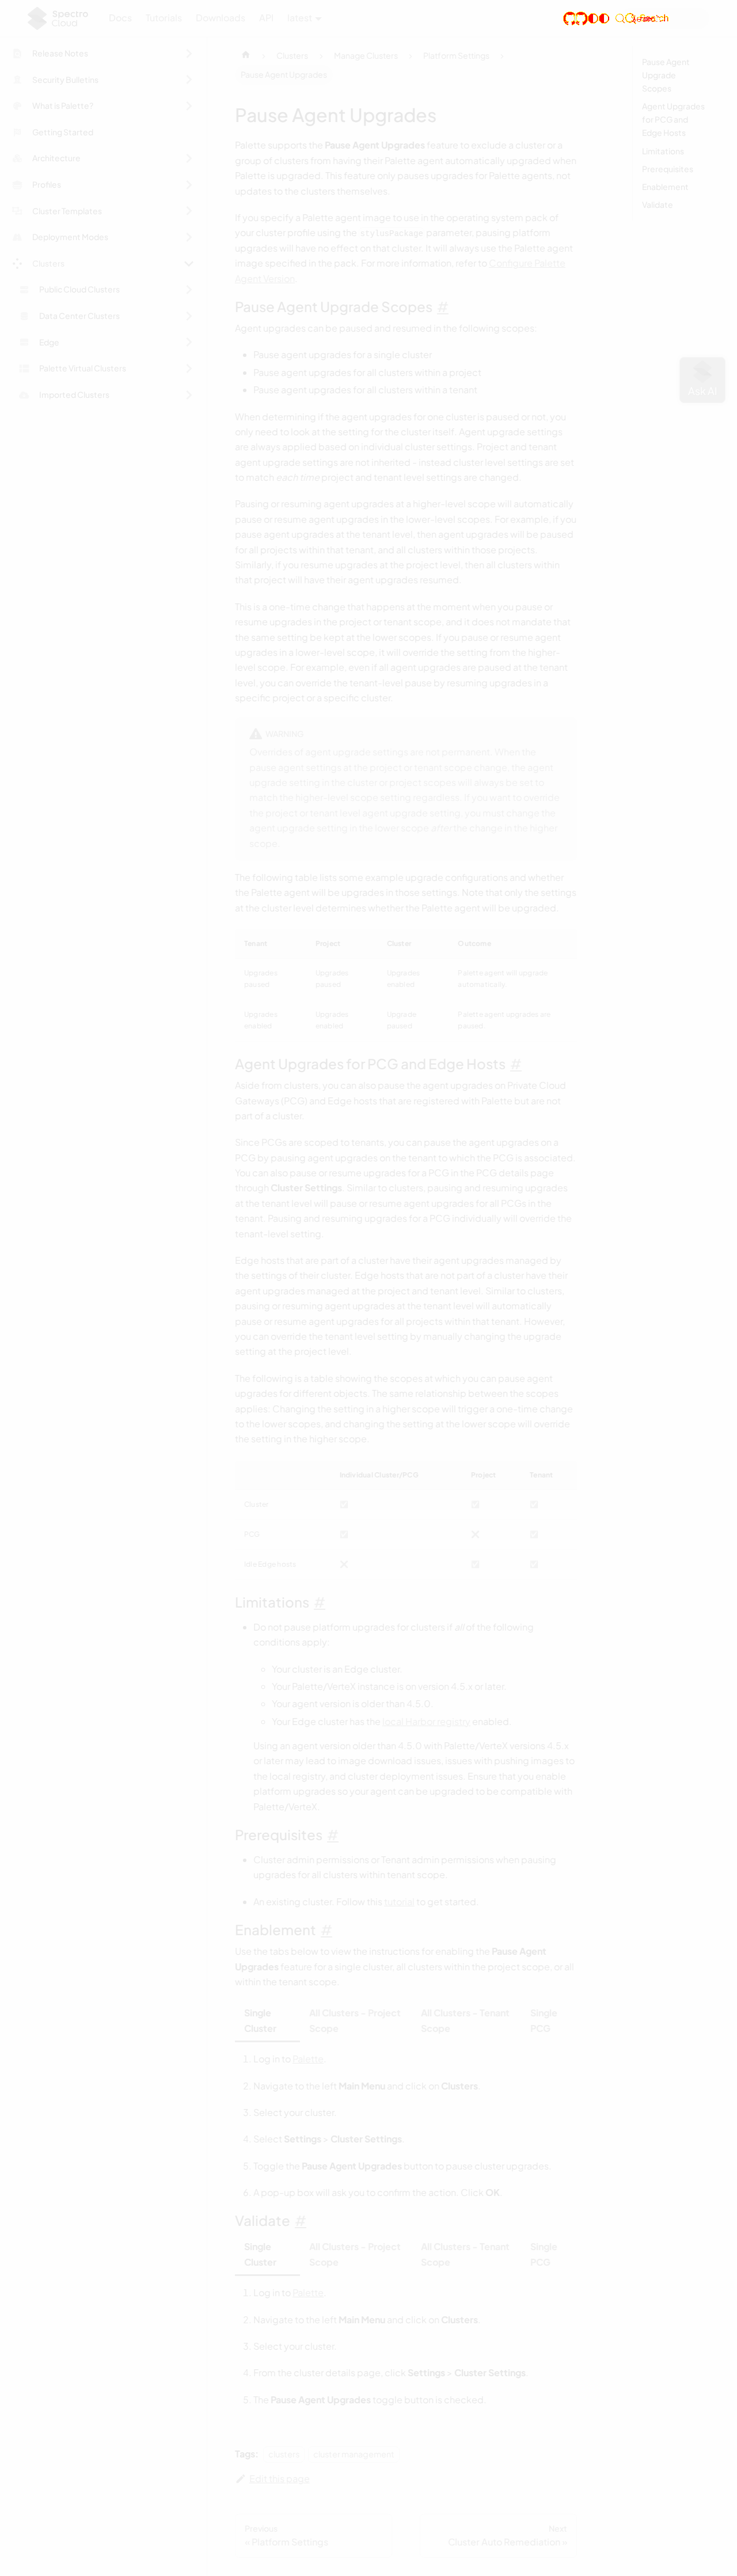 Spectro
Cloud
Docs
Tutorials
Downloads
API
latest
Release Notes
Security Bulletins
What is Palette?
Getting Started
Architecture
Profiles
Cluster Templates
Deployment Modes
Clusters
Public Cloud Clusters
Data Center Clusters
Edge
Palette Virtual Clusters
Imported Clusters
Clusters
Manage Clusters
Platform Settings
Pause Agent Upgrades
Pause Agent Upgrades
Palette supports the Pause Agent Upgrades feature to exclude a cluster or a
group of clusters from having their Palette agent automatically upgraded when
Palette is upgraded. This feature only pauses upgrades for Palette agents, not
updates to the clusters themselves.
If you specify a Palette agent image to use in the operating system pack of
your cluster profile using the stylusPackage parameter, pausing platform
upgrades will have no effect on that cluster. It will always use the Palette agent
image specified in the pack. For more information, refer to Configure Palette
Agent Version.
Pause Agent Upgrade Scopes #
Agent upgrades can be paused and resumed in the following scopes:
Pause agent upgrades for a single cluster
Pause agent upgrades for all clusters within a project
Pause agent upgrades for all clusters within a tenant
When determining if the agent upgrades for one cluster is paused or not, you
only need to look at the setting for the cluster itself. Agent upgrade settings
are always applied based on individual cluster settings. Project and tenant
agent upgrade settings are not inherited - instead cluster level settings are set
to match each time project and tenant level settings are changed.
Pausing or resuming agent upgrades at a higher-level scope will automatically
pause or resume agent upgrades in the lower-level scopes. For example, if you
pause agent upgrades at the tenant level, then agent upgrades will be paused
for all projects within that tenant, and all clusters within those projects.
Similarly, if you resume upgrades at the project level, then all clusters within
that project will have their agent upgrades resumed.
This is a one-time change that happens at the moment when you pause or
resume upgrades in the project or tenant scope, and it does not mandate that
the same setting be kept at the lower scopes. If you pause or resume agent
upgrades in a lower-level scope, it will override the setting from the higher-
level scope. For example, even if all agent upgrades are paused at the tenant
level, you can override the tenant-level pause by resuming upgrades in a
specific project or a specific cluster.
WARNING
Overrides of agent upgrade settings are not permanent. When the
pause agent settings at the project or tenant scope change, the agent
upgrade setting in the cluster or project scopes will always be set to
match the higher-level scope setting regardless. If you want to override
the project or tenant level agent upgrade setting, you must change the
agent upgrade setting in the lower scope after the change in the higher
scope.
The following table lists some example upgrade configurations and whether
the Palette agent will be upgrades in those settings. Note that only the settings
at the cluster level determines whether the Palette agent will be upgraded.
Tenant Project Cluster Outcome
Upgrades paused Upgrades paused Upgrades enabled Palette agent will upgrade automatically.
Upgrades enabled Upgrades enabled Upgrade paused Palette agent upgrades are paused.
Agent Upgrades for PCG and Edge Hosts #
Aside from clusters, you can also pause the agent upgrades on Private Cloud
Gateways (PCG) and Edge hosts that are registered with Palette but are not
part of a cluster.
Since PCGs are scoped to tenants, you can pause the agent upgrades on a
PCG by pausing agent upgrades on the tenant to which the PCG is associated.
You can also pause or resume upgrades for a PCG in the PCG details page
through Cluster Settings. Similar to clusters, pausing and resuming upgrades
at the tenant level will pause or resume agent upgrades for all PCGs in the
tenant. Pausing and resuming upgrades for a PCG individually will override the
tenant-level setting.
Edge hosts that are part of a cluster have their agent upgrades managed by
the settings of their cluster. Edge hosts that are not part of a cluster have their
agent upgrades managed at the project and tenant level. Similar to clusters,
pausing or resuming agent upgrades at the tenant level will automatically
pause or resume agent upgrades for all projects within that tenant. However,
you can override the tenant level setting by manually changing the upgrade
setting at the project level.
The following is a table showing the scopes at which you can pause agent
upgrades for different objects. The same relationship between the scopes
applies: Changing the setting in a higher scope will trigger a one-time change
to the lower scopes, and changing the setting at the lower scope will override
the setting in the higher scope.
Individual Cluster/PCG Project Tenant
Cluster
PCG
Idle Edge hosts
Limitations #
Do not pause platform upgrades for clusters if all of the following
conditions apply:
Your cluster is an Edge cluster.
Your Palette/VerteX instance is on version 4.5.x or later.
Your agent version is older than 4.5.0.
Your Edge cluster has the local Harbor registry enabled.
Using an agent version older than 4.5.0 with Palette/VerteX versions 4.5.x
or later may lead to image download issues, issues with pushing images to
the local registry, and cluster deployment issues. Ensure that you enable
platform upgrades so your agent can be upgraded to be compatible with
Palette/VerteX.
Prerequisites #
Cluster admin permissions or Tenant admin permissions when pausing
upgrades for all clusters within tenant scope.
An existing cluster. Follow this tutorial to get started.
Enablement #
Use the tabs below to view the instructions for enabling the Pause Agent
Upgrades feature for a single cluster, all clusters within the project scope, or all
within the tenant scope.
Single Cluster
All Clusters - Project Scope
All Clusters - Tenant Scope
Single PCG
1. Log in to Palette.
2. Navigate to the left Main Menu and click on Clusters.
3. Select your cluster.
4. Select Settings > Cluster Settings.
5. Toggle the Pause Agent Upgrades button to pause cluster upgrades.
6. A pop-up box will ask you to confirm the action. Click OK.
Validate #
Single Cluster
All Clusters - Project Scope
All Clusters - Tenant Scope
Single PCG
1. Log in to Palette.
2. Navigate to the left Main Menu and click on Clusters.
3. Select your cluster.
4. From the cluster details page, click Settings > Cluster Settings.
5. The Pause Agent Upgrades toggle button is checked.
Tags: clusters cluster management
Edit this page
Previous
« Platform Settings
Next
Cluster Auto Remediation »
Pause Agent
Upgrade
Scopes
Agent Upgrades
for PCG and
Edge Hosts
Limitations
Prerequisites
Enablement
Validate
Ask AI